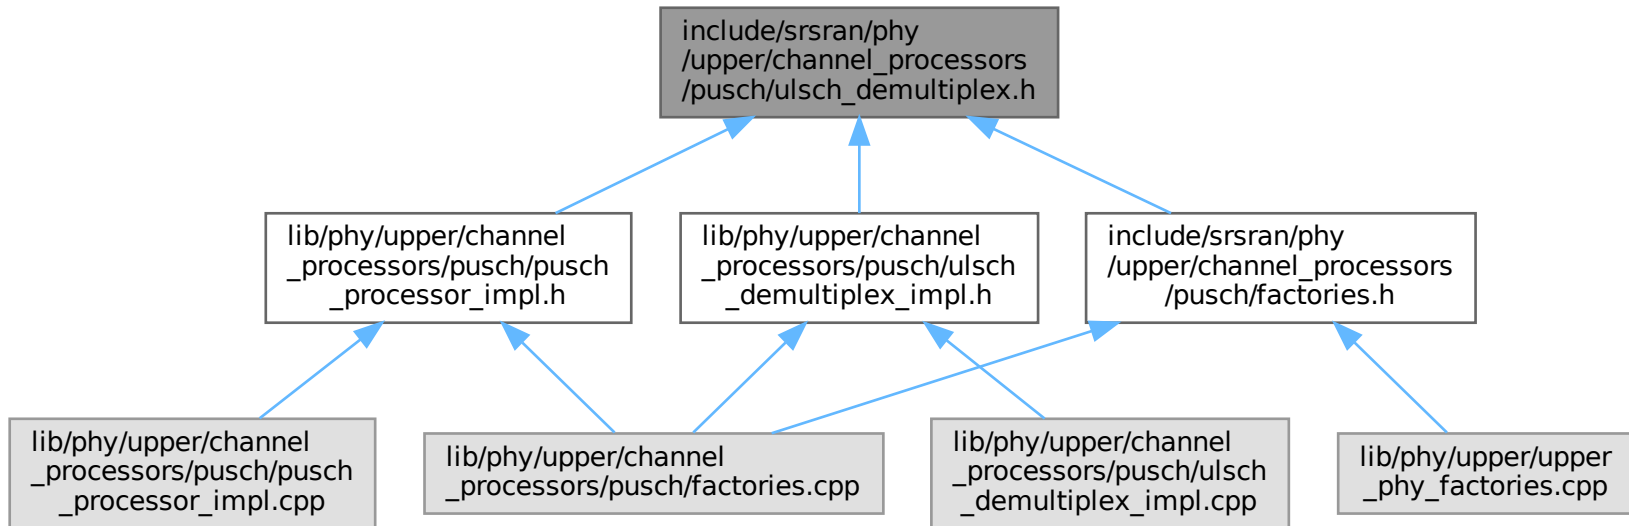 include/srsran/phy
/upper/channel_processors
/pusch/ulsch_demultiplex.h
lib/phy/upper/channel
_processors/pusch/pusch
_processor_impl.h
lib/phy/upper/channel
_processors/pusch/ulsch
_demultiplex_impl.h
include/srsran/phy
/upper/channel_processors
/pusch/factories.h
lib/phy/upper/channel
_processors/pusch/pusch
_processor_impl.cpp
lib/phy/upper/channel
_processors/pusch/factories.cpp
lib/phy/upper/channel
_processors/pusch/ulsch
_demultiplex_impl.cpp
lib/phy/upper/upper
_phy_factories.cpp